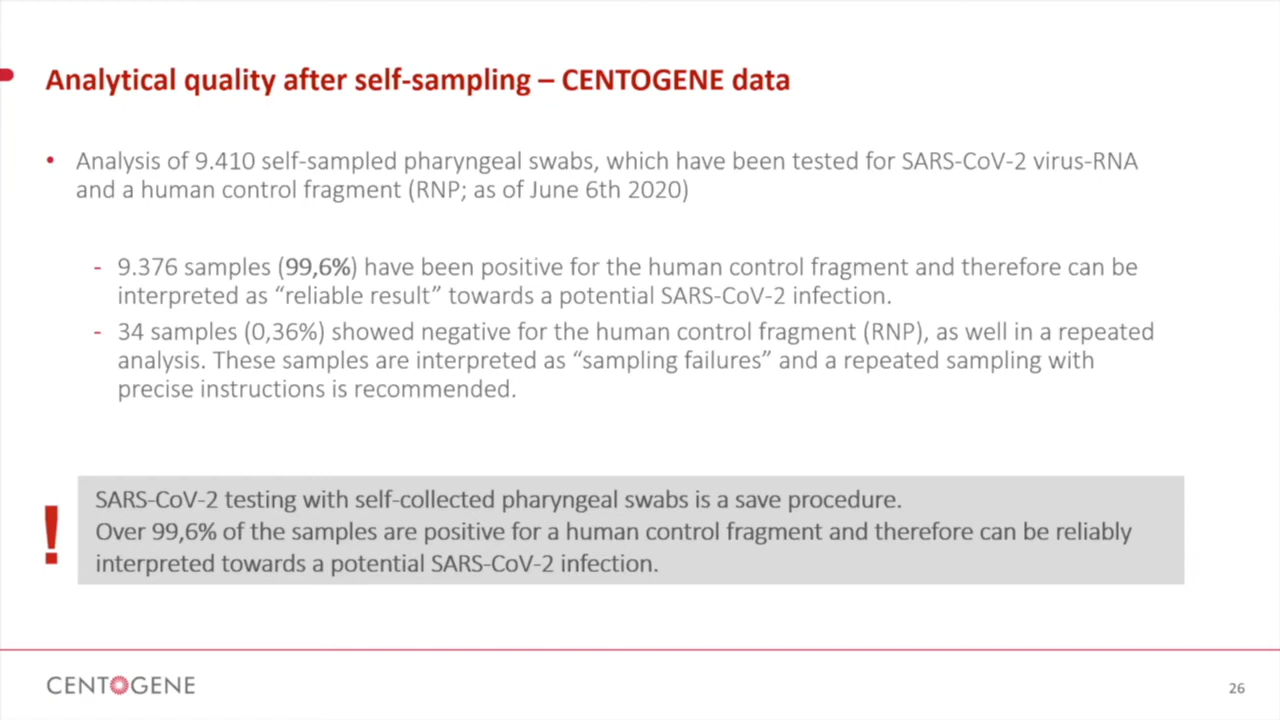 Analytical quality after self-sampling – CENTOGENE data
• Analysis of 9.410 self-sampled pharyngeal swabs, which have been tested for SARS-CoV-2 virus-RNA
and a human control fragment (RNP; as of June 6th 2020)
- 9.376 samples (99,6%) have been positive for the human control fragment and therefore can be
interpreted as “reliable result” towards a potential SARS-CoV-2 infection.
- 34 samples (0,36%) showed negative for the human control fragment (RNP), as well in a repeated
analysis. These samples are interpreted as “sampling failures” and a repeated sampling with
precise instructions is recommended.
!
SARS-CoV-2 testing with self-collected pharyngeal swabs is a save procedure.
Over 99,6% of the samples are positive for a human control fragment and therefore can be reliably
interpreted towards a potential SARS-CoV-2 infection.
CENTOGENE
26